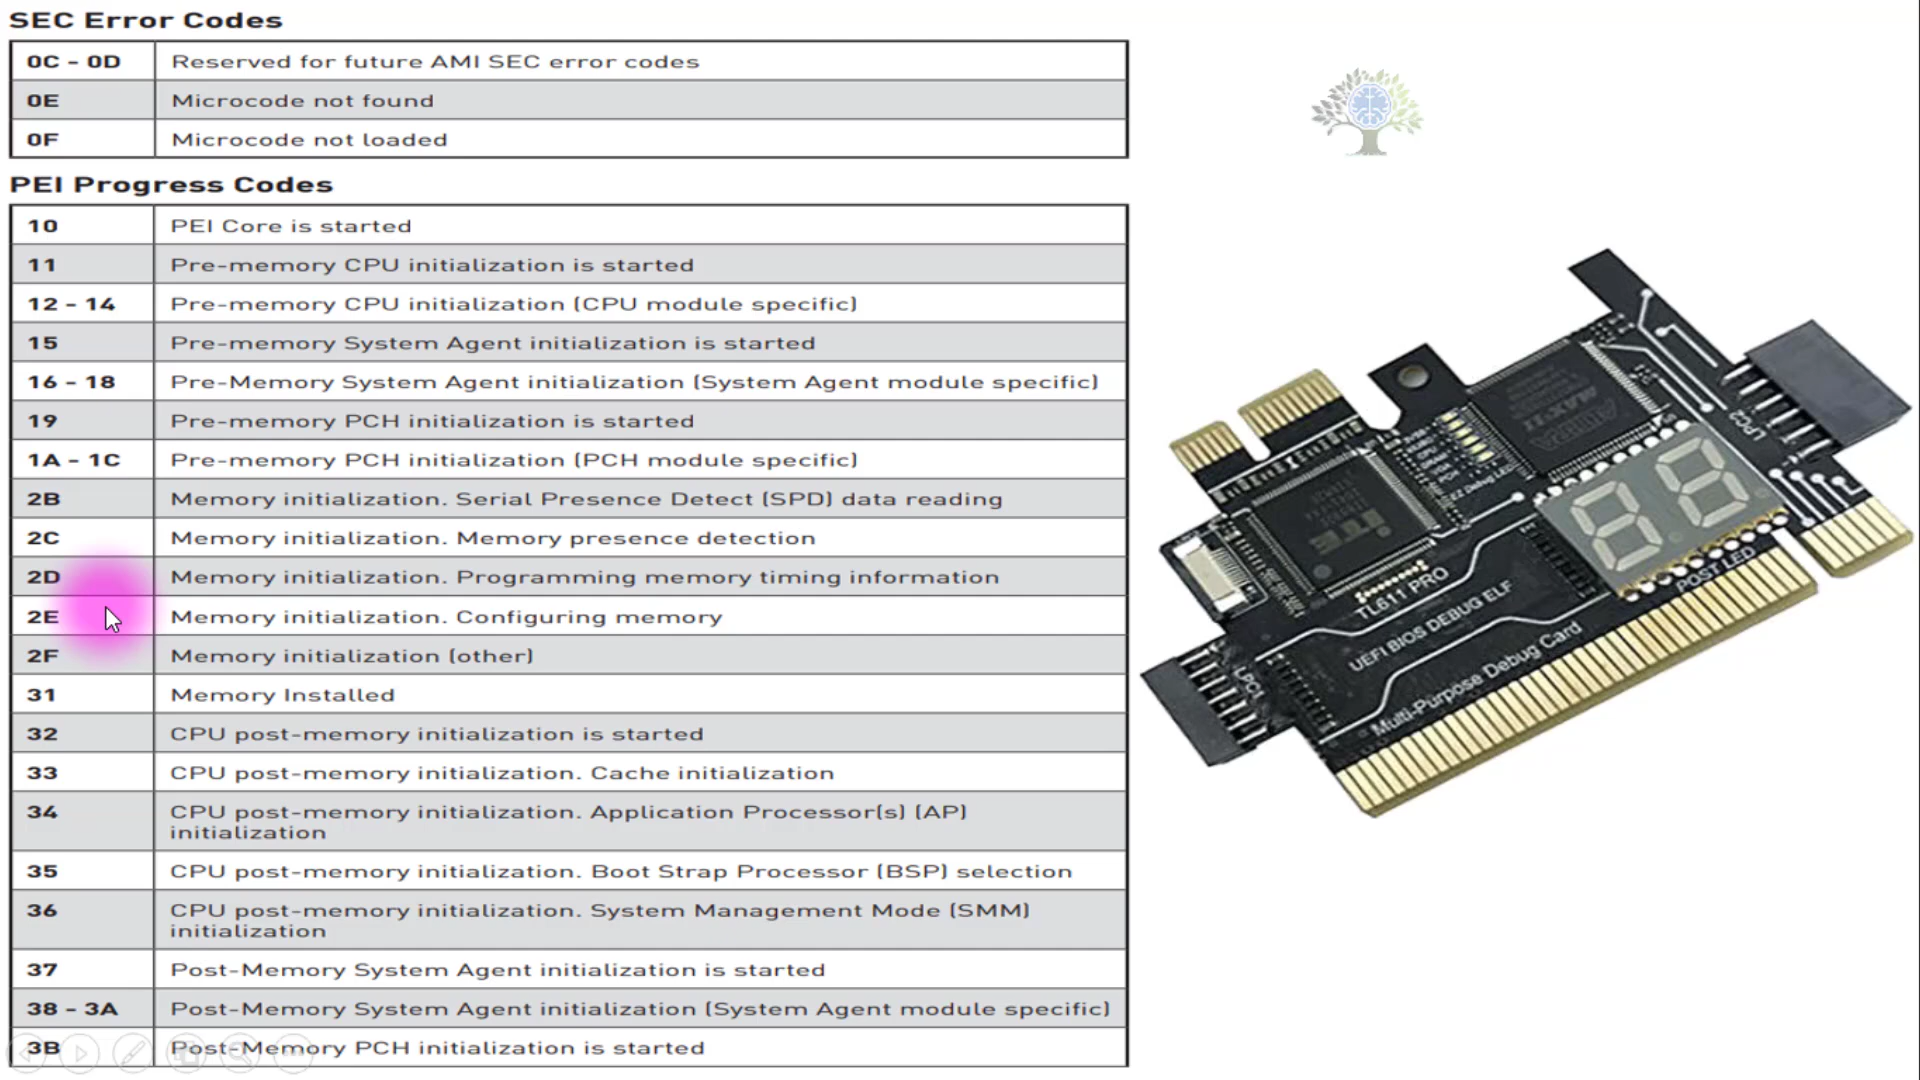 SEC Error Codes
0C - 0D Reserved for future AMI SEC error codes
0E Microcode not found
0F Microcode not loaded
PEI Progress Codes
10 PEI Core is started
11 Pre-memory CPU initialization is started
12 - 14 Pre-memory CPU initialization (CPU module specific)
15 Pre-memory System Agent initialization is started
16 - 18 Pre-Memory System Agent initialization (System Agent module specific)
19 Pre-memory PCH initialization is started
1A - 1C Pre-memory PCH initialization (PCH module specific)
2B Memory initialization. Serial Presence Detect (SPD) data reading
2C Memory initialization. Memory presence detection
2D Memory initialization. Programming memory timing information
2E Memory initialization. Configuring memory
2F Memory initialization (other)
31 Memory Installed
32 CPU post-memory initialization is started
33 CPU post-memory initialization. Cache initialization
34 CPU post-memory initialization. Application Processor(s) (AP)
initialization
35 CPU post-memory initialization. Boot Strap Processor (BSP) selection
36 CPU post-memory initialization. System Management Mode (SMM)
initialization
37 Post-Memory System Agent initialization is started
38 - 3A Post-Memory System Agent initialization (System Agent module specific)
3B Post-Memory PCH initialization is started
LPC2
POST LED
TL611 PRO
UEFI BIOS DEBUG ELF
Multi-Purpose Debug Card
LPC1